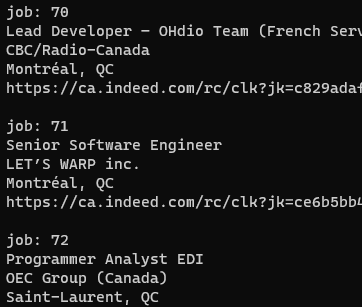 job: 70
Lead Developer – OHdio Team (French Serv
CBC/Radio-Canada
Montréal, QC
https://ca.indeed.com/rc/clk?jk=c829adaf
job: 71
Senior Software Engineer
LET’S WARP inc.
Montréal, QC
https://ca.indeed.com/rc/clk?jk=ce6b5bb4
job: 72
Programmer Analyst EDI
OEC Group (Canada)
Saint-Laurent, QC